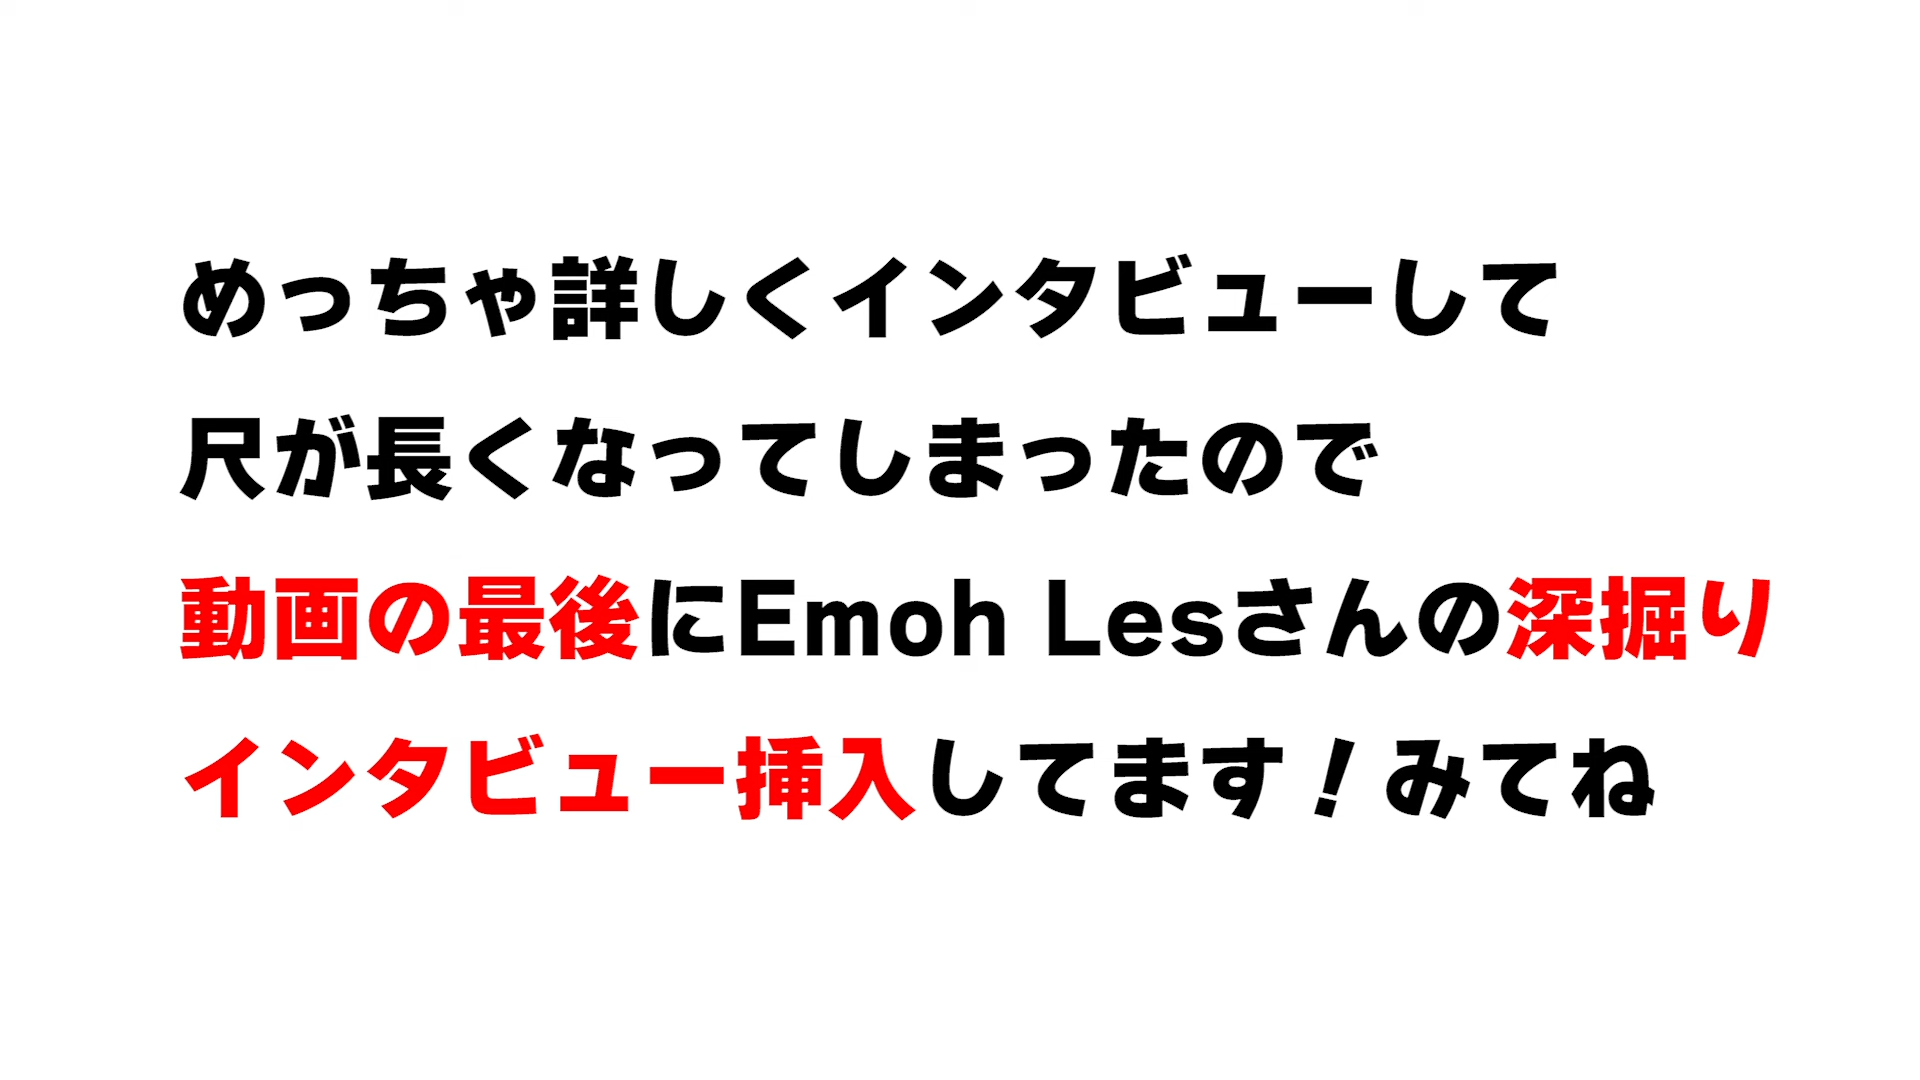 めっちゃ詳しくインタビューして
尺が長くなってしまったので
動画の最後にEmoh Lesさんの深掘り
インタビュー挿入してます！みてね